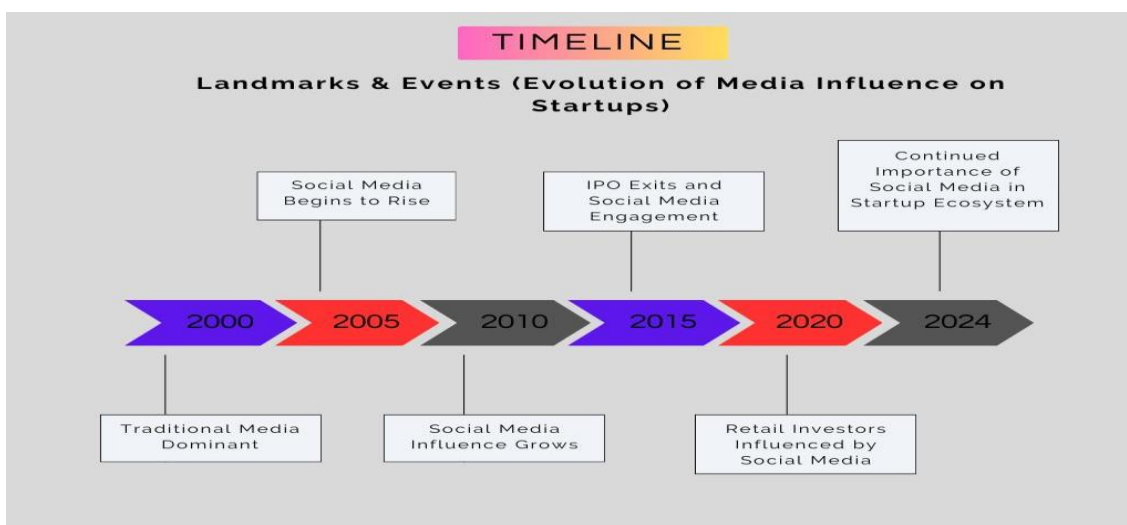 TIMELINE
Landmarks & Events (Evolution of Media Influence on
Startups)
Continued
Importance of
Social Media in
Startup Ecosystem
Social Media
Begins to Rise
IPO Exits and
Social Media
Engagement
2000
2005
2010
2015
2020
2024
Traditional Media
Dominant
Social Media
Influence Grows
Retail Investors
Influenced by
Social Media